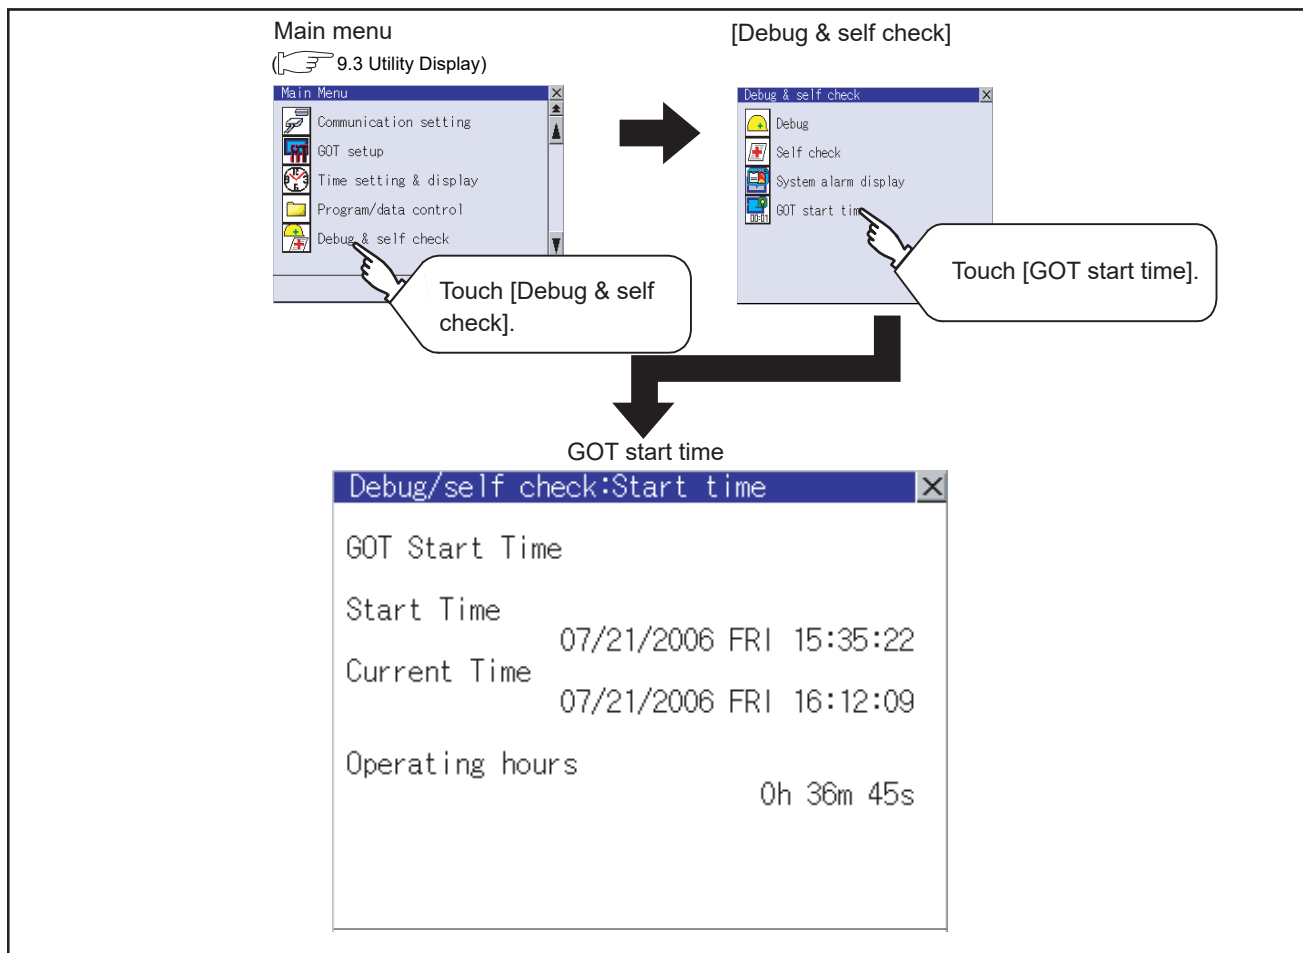 Main menu
( 9.3 Utility Display)
Main Menu
Communication setting
GOT setup
Time setting & display
Program/data control
Debug & self check
Touch [Debug & self
check].
[Debug & self check]
Debug & self check
Debug
Self check
System alarm display
00:01
GOT start tim
Touch [GOT start time].
GOT start time
Debug/self check:Start time
GOT Start Time
Start Time
07/21/2006 FRI 15:35:22
Current Time
07/21/2006 FRI 16:12:09
Operating hours
0h 36m 45s